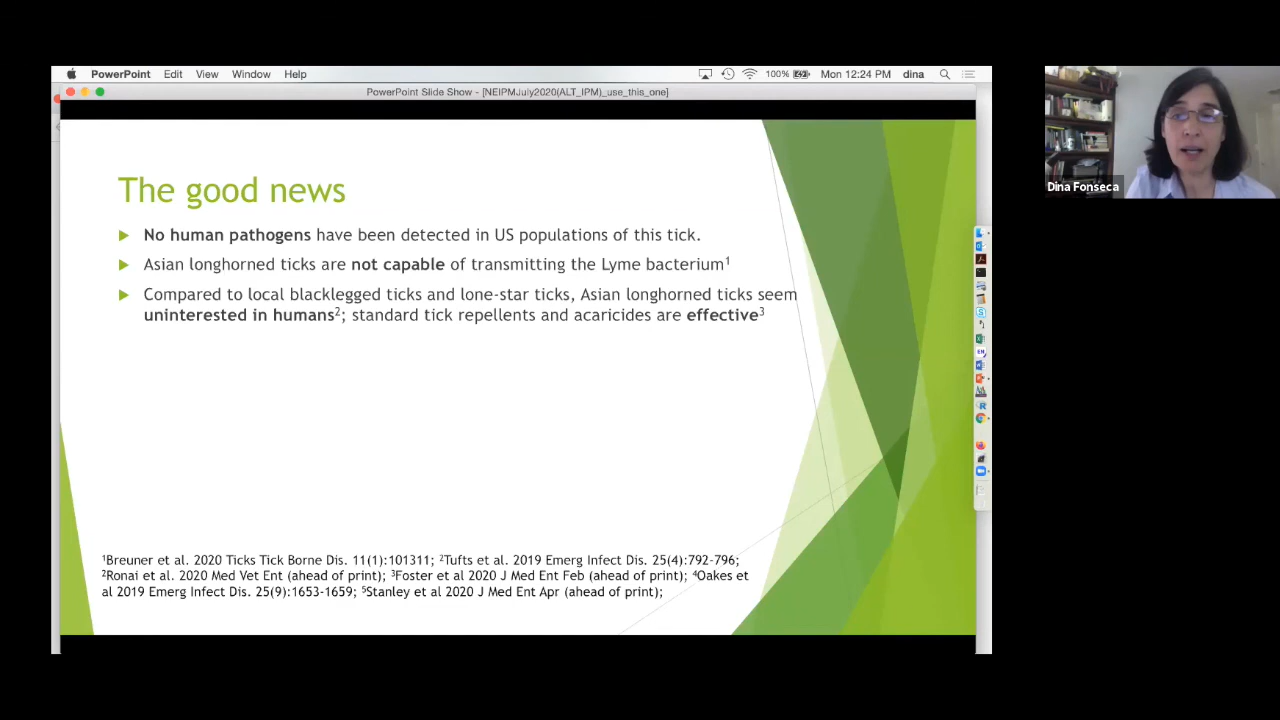 PowerPoint Edit View Window Help 100% Mon 12:24 PM dina
PowerPoint Slide Show - [NEIPMJuly2020(ALT_IPM)_use_this_one]
The good news
No human pathogens have been detected in US populations of this tick.
Asian longhorned ticks are not capable of transmitting the Lyme bacterium¹
Compared to local blacklegged ticks and lone-star ticks, Asian longhorned ticks seem
uninterested in humans²; standard tick repellents and acaricides are effective³
¹Breuner et al. 2020 Ticks Tick Borne Dis. 11(1):101311; ²Tufts et al. 2019 Emerg Infect Dis. 25(4):792-796;
²Ronai et al. 2020 Med Vet Ent (ahead of print); ³Foster et al 2020 J Med Ent Feb (ahead of print); ⁴Oakes et
al 2019 Emerg Infect Dis. 25(9):1653-1659; ⁵Stanley et al 2020 J Med Ent Apr (ahead of print);
Dina Fonseca